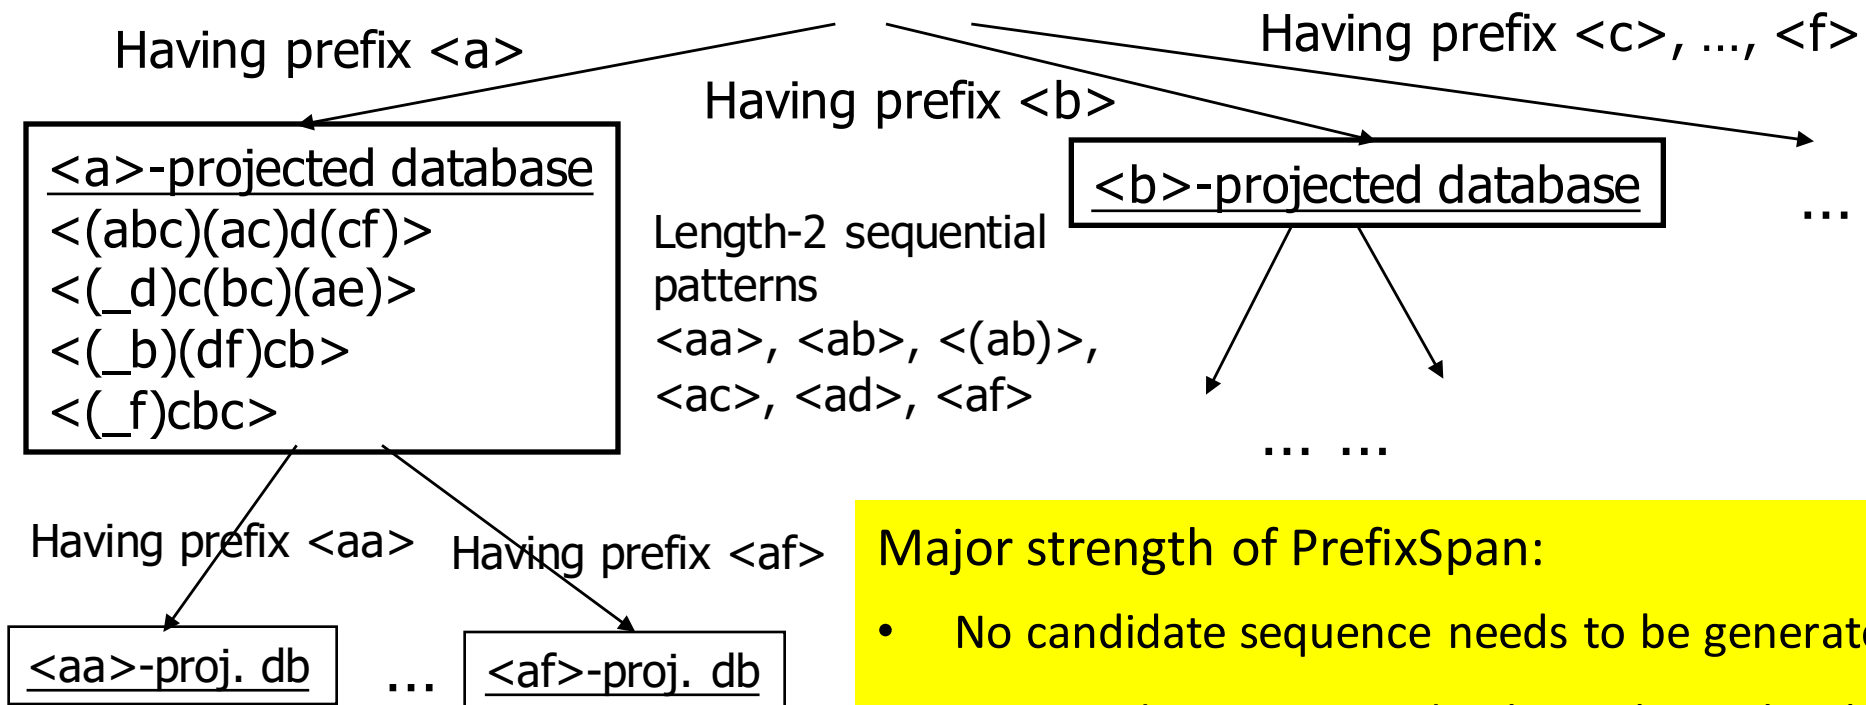 Having prefix <a>
Having prefix <c>, ..., <f>
Having prefix <b>
<a>-projected database
<(abc)(ac)d(cf)>
<(_d)c(bc)(ae)>
<(_b)(df)cb>
<(_f)cbc>
Length-2 sequential
patterns
<aa>, <ab>, <(ab)>,
<ac>, <ad>, <af>
<b>-projected database
...
... ...
Having prefix <aa>
Having prefix <af>
<aa>-proj. db
...
<af>-proj. db
Major strength of PrefixSpan:
• No candidate sequence needs to be generate